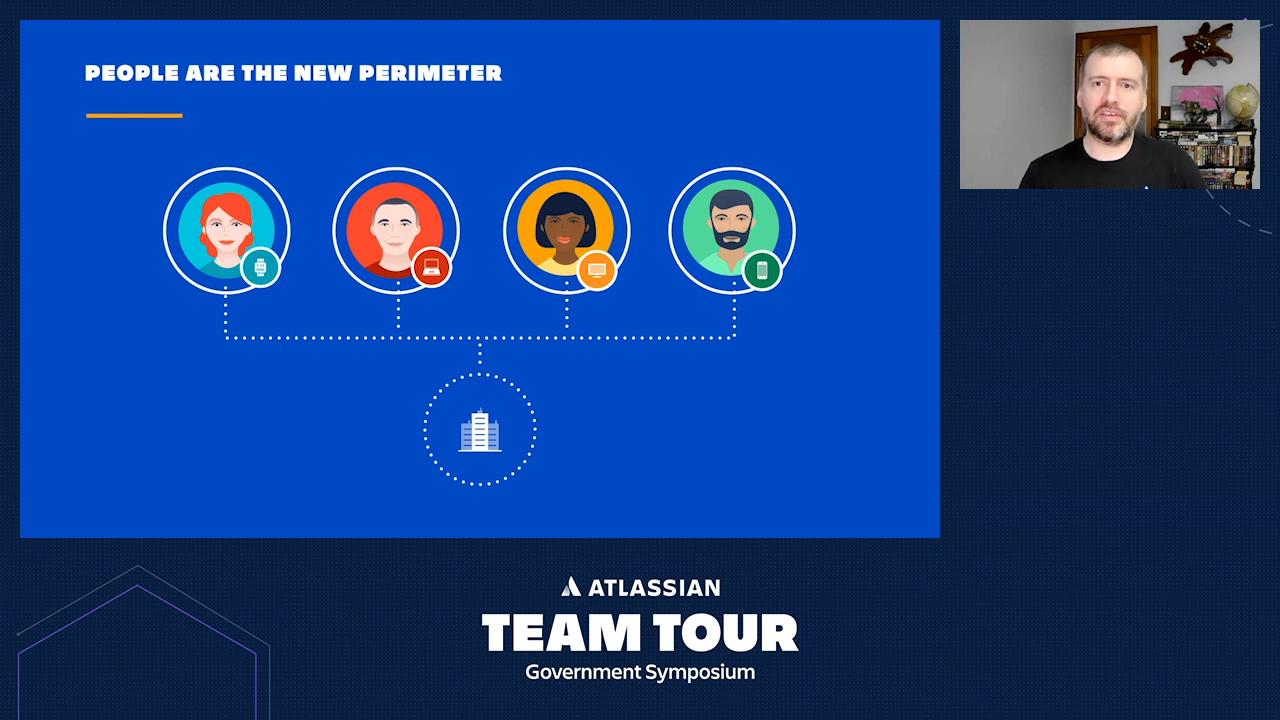 PEOPLE ARE THE NEW PERIMETER
ATLASSIAN
TEAM TOUR
Government Symposium